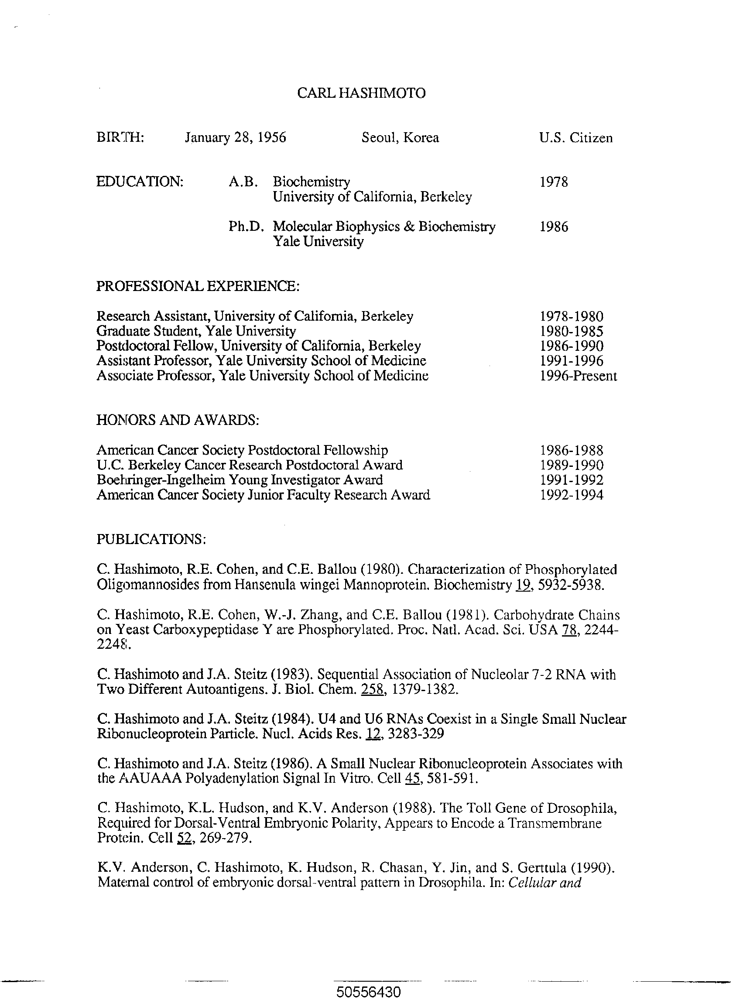 CARL HASHIMOTO
BIRTH: January 28, 1956 Seoul, Korea U.S. Citizen
EDUCATION: A.B. Biochemistry 1978
University of California, Berkeley
Ph.D. Molecular Biophysics & Biochemistry 1986
Yale University
PROFESSIONAL EXPERIENCE:
Research Assistant, University of California, Berkeley 1978-1980
Graduate Student, Yale University 1980-1985
Postdoctoral Fellow, University of California, Berkeley 1986-1990
Assistant Professor, Yale University School of Medicine 1991-1996
Associate Professor, Yale University School of Medicine 1996-Present
HONORS AND AWARDS:
American Cancer Society Postdoctoral Fellowship 1986-1988
U.C. Berkeley Cancer Research Postdoctoral Award 1989-1990
Boehringer-Ingelheim Young Investigator Award 1991-1992
American Cancer Society Junior Faculty Research Award 1992-1994
PUBLICATIONS:
C. Hashimoto, R.E. Cohen, and C.E. Ballou (1980). Characterization of Phosphorylated
Oligomannosides from Hansenula wingei Mannoprotein. Biochemistry 19, 5932-5938.
C. Hashimoto, R.E. Cohen, W.-J. Zhang, and C.E. Ballou (1981). Carbohydrate Chains
on Yeast Carboxypeptidase Y are Phosphorylated. Proc. Natl. Acad. Sci. USA 78, 2244-
2248.
C. Hashimoto and J.A. Steitz (1983). Sequential Association of Nucleolar 7-2 RNA with
Two Different Autoantigens. J. Biol. Chem. 258, 1379-1382.
C. Hashimoto and J.A. Steitz (1984). U4 and U6 RNAs Coexist in a Single Small Nuclear
Ribonucleoprotein Particle. Nucl. Acids Res. 12, 3283-329
C. Hashimoto and J.A. Steitz (1986). A Small Nuclear Ribonucleoprotein Associates with
the AAUAAA Polyadenylation Signal In Vitro. Cell 45, 581-591.
C. Hashimoto, K.L. Hudson, and K.V. Anderson (1988). The Toll Gene of Drosophila,
Required for Dorsal-Ventral Embryonic Polarity, Appears to Encode a Transmembrane
Protein. Cell 52, 269-279.
K.V. Anderson, C. Hashimoto, K. Hudson, R. Chasan, Y. Jin, and S. Gerttula (1990).
Maternal control of embryonic dorsal-ventral pattern in Drosophila. In: Cellular and
50556430